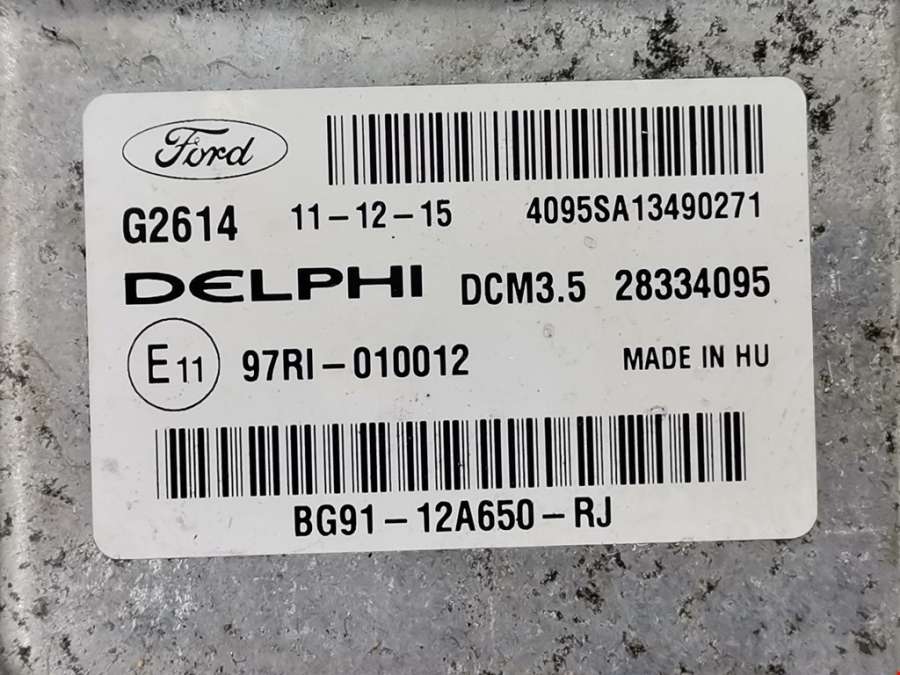 Ford
G2614 11-12-15 4095SA13490271
DELPHI DCM3.5 28334095
E11 97RI-010012 MADE IN HU
BG91-12A650-RJ